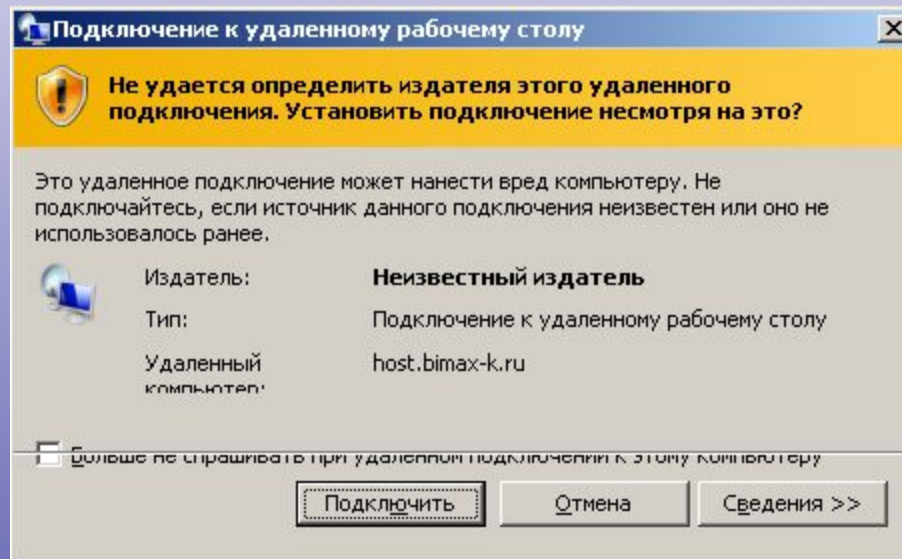 Подключение к удаленному рабочему столу
Не удается определить издателя этого удаленного
подключения. Установить подключение несмотря на это?
Это удаленное подключение может нанести вред компьютеру. Не
подключайтесь, если источник данного подключения неизвестен или оно не
использовалось ранее.
Издатель: Неизвестный издатель
Тип: Подключение к удаленному рабочему столу
Удаленный host.bimax-k.ru
компьютер:
Больше не спрашивать при удаленном подключении к этому компьютеру
Подключить Отмена Сведения >>